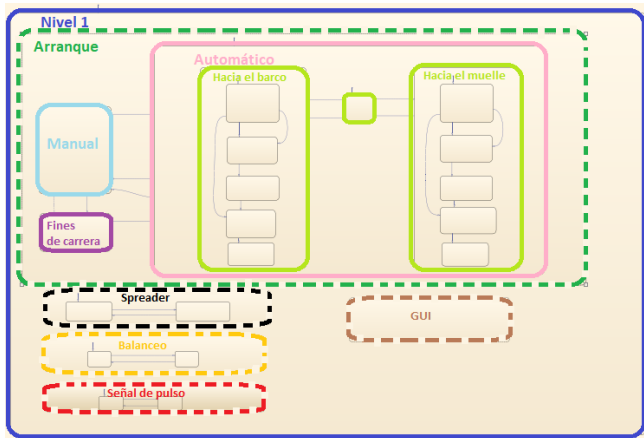 Nivel 1
Arranque
Automático
Hacia el barco
Hacia el muelle
Manual
Fines
de carrera
Spreader
GUI
Balanceo
Señal de pulso